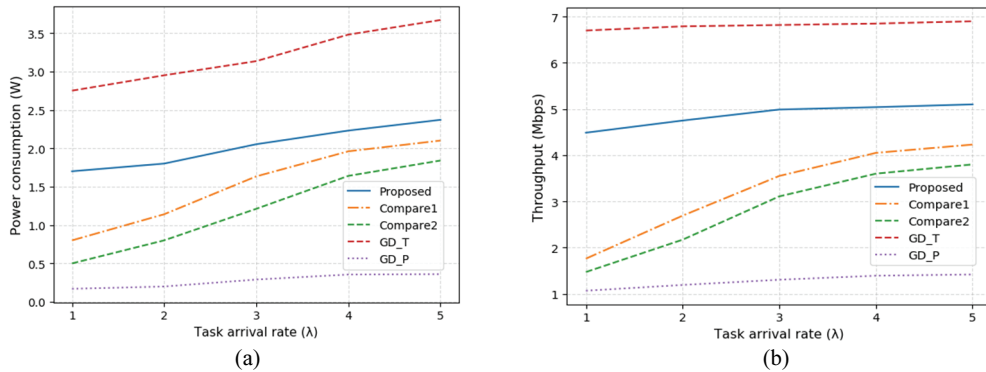 Power consumption (W)
3.5
3.0
2.5
2.0
1.5
1.0
0.5
0.0
1 2 3 4 5
Task arrival rate (λ)
Proposed
Compare1
Compare2
GD_T
GD_P
(a)
Throughput (Mbps)
7
6
5
4
3
2
1
1 2 3 4 5
Task arrival rate (λ)
Proposed
Compare1
Compare2
GD_T
GD_P
(b)